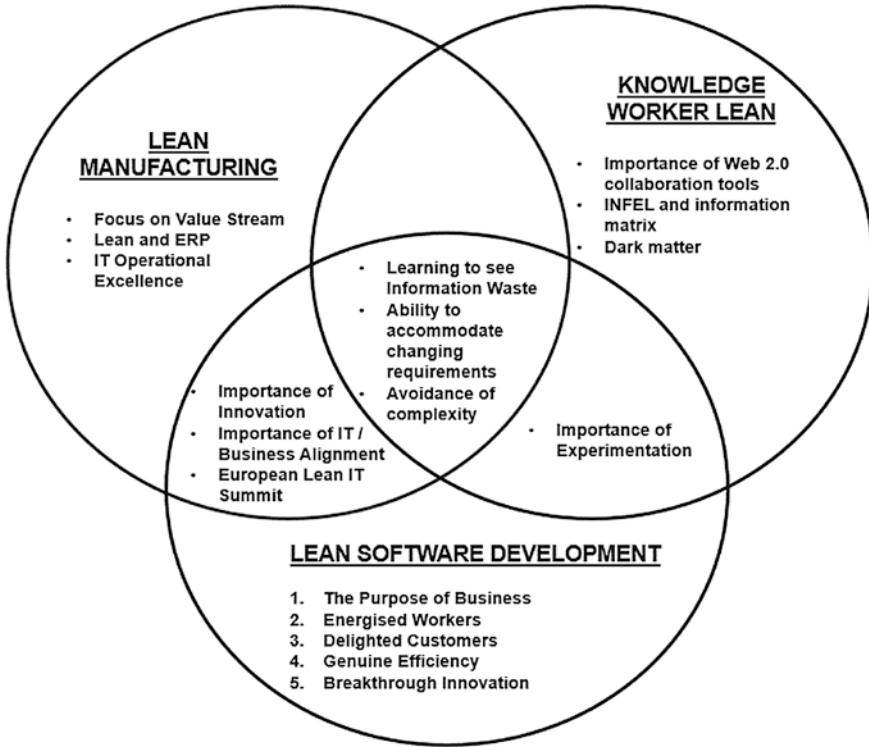 LEAN
MANUFACTURING
• Focus on Value Stream
• Lean and ERP
• IT Operational
Excellence
KNOWLEDGE
WORKER LEAN
• Importance of Web 2.0
collaboration tools
• INFEL and information
matrix
• Dark matter
• Learning to see
Information Waste
• Ability to
accommodate
changing
requirements
• Avoidance of
complexity
• Importance of
Innovation
• Importance of IT /
Business Alignment
• European Lean IT
Summit
• Importance of
Experimentation
LEAN SOFTWARE DEVELOPMENT
1. The Purpose of Business
2. Energised Workers
3. Delighted Customers
4. Genuine Efficiency
5. Breakthrough Innovation